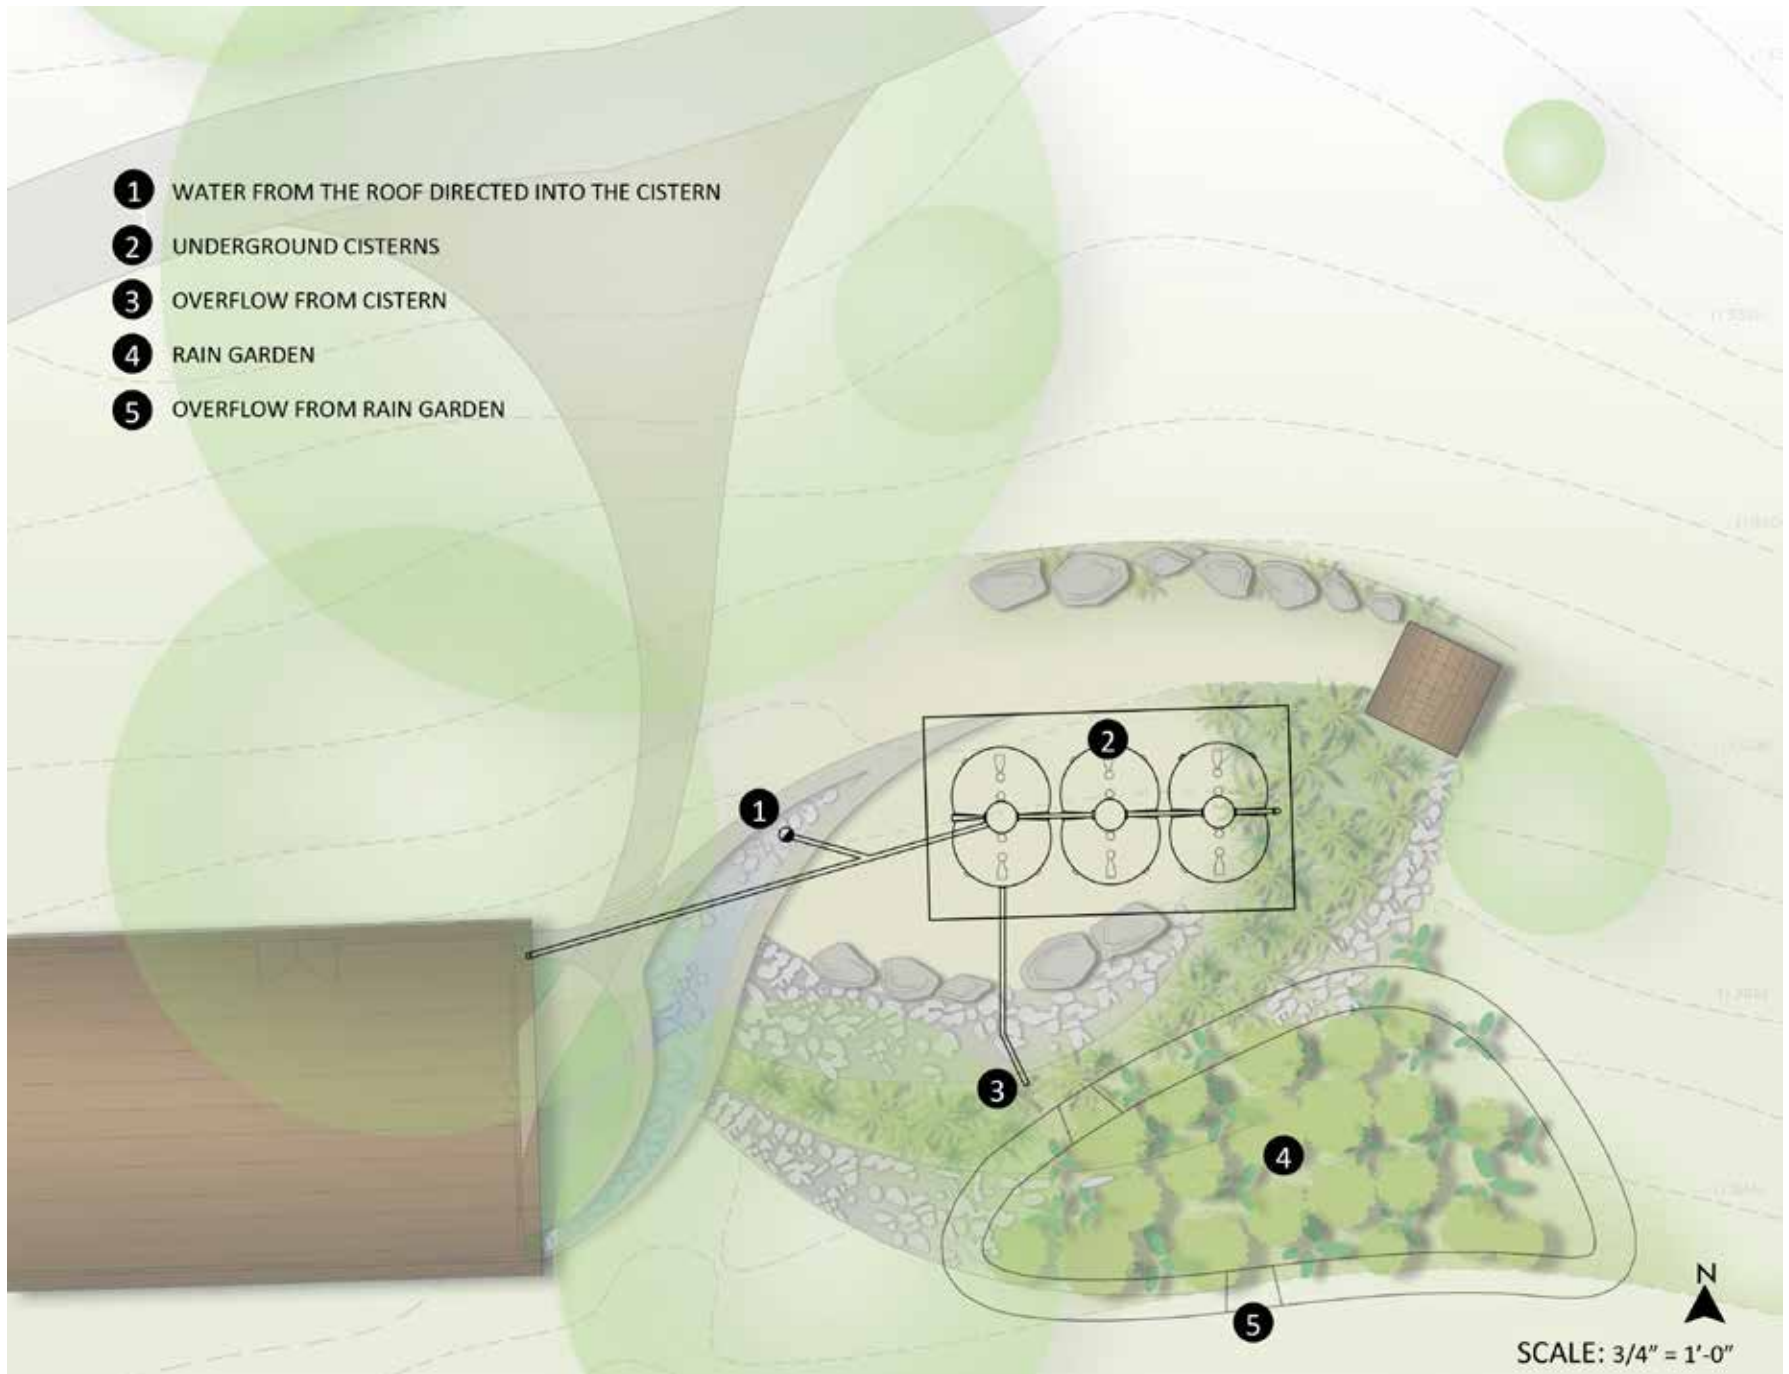 1 WATER FROM THE ROOF DIRECTED INTO THE CISTERN
2 UNDERGROUND CISTERNS
3 OVERFLOW FROM CISTERN
4 RAIN GARDEN
5 OVERFLOW FROM RAIN GARDEN
2
1
3
4
5
N
SCALE: 3/4" = 1'-0"